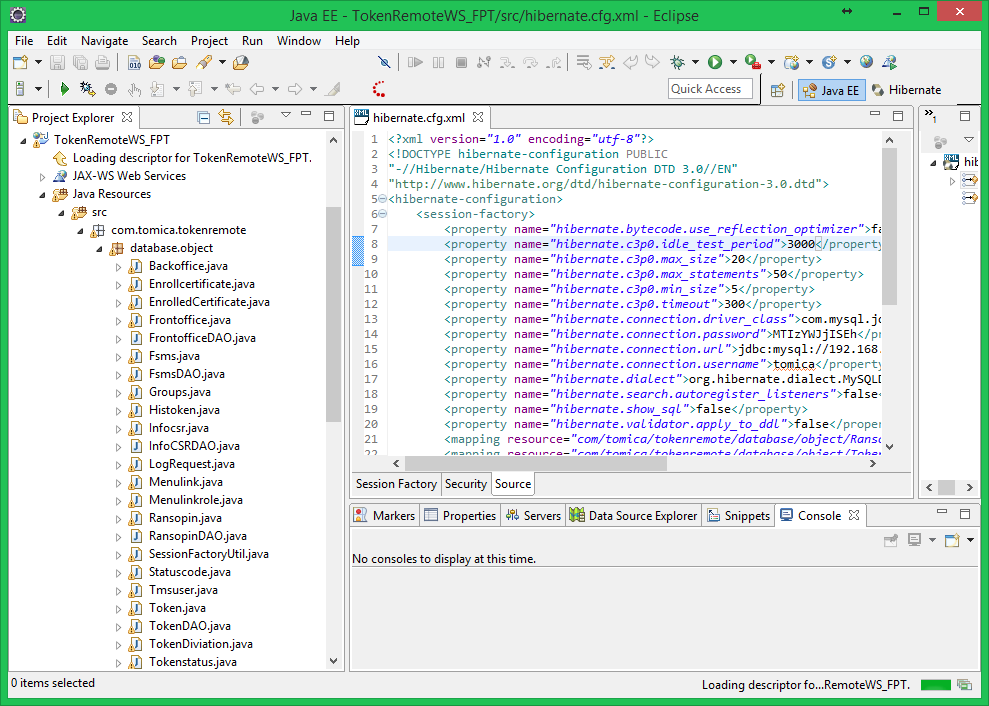 Java EE - TokenRemoteWS_FPT/src/hibernate.cfg.xml - Eclipse
File Edit Navigate Search Project Run Window Help
Quick Access
Java EE
Hibernate
Project Explorer
TokenRemoteWS_FPT
Loading descriptor for TokenRemoteWS_FPT.
JAX-WS Web Services
Java Resources
src
com.tomica.tokenremote
database.object
Backoffice.java
Enrollcertificate.java
EnrolledCertificate.java
Frontoffice.java
FrontofficeDAO.java
Fsms.java
FsmsDAO.java
Groups.java
Histoken.java
Infocsr.java
InfoCSRDAO.java
LogRequest.java
Menulink.java
Menulinkrole.java
Ransopin.java
RansopinDAO.java
SessionFactoryUtil.java
Statuscode.java
Tmsuser.java
Token.java
TokenDAO.java
TokenDiviation.java
Tokenstatus.java
hibernate.cfg.xml
1 <?xml version="1.0" encoding="utf-8"?>
2 <!DOCTYPE hibernate-configuration PUBLIC
3 "-//Hibernate/Hibernate Configuration DTD 3.0//EN"
4 "http://www.hibernate.org/dtd/hibernate-configuration-3.0.dtd">
5 <hibernate-configuration>
6 <session-factory>
7 <property name="hibernate.bytecode.use_reflection_optimizer">fa
8 <property name="hibernate.c3p0.idle_test_period">3000</property
9 <property name="hibernate.c3p0.max_size">20</property>
10 <property name="hibernate.c3p0.max_statements">50</property>
11 <property name="hibernate.c3p0.min_size">5</property>
12 <property name="hibernate.c3p0.timeout">300</property>
13 <property name="hibernate.connection.driver_class">com.mysql.jd
14 <property name="hibernate.connection.password">MTIzYWJjISEh</pr
15 <property name="hibernate.connection.url">jdbc:mysql://192.168.
16 <property name="hibernate.connection.username">tomica</property
17 <property name="hibernate.dialect">org.hibernate.dialect.MySQLD
18 <property name="hibernate.search.autoregister_listeners">false<
19 <property name="hibernate.show_sql">false</property>
20 <property name="hibernate.validator.apply_to_ddl">false</proper
21 <mapping resource="com/tomica/tokenremote/database/object/Ranso
22 <mapping resource="com/tomica/tokenremote/database/object/Token
Session Factory Security Source
1
hib
Markers Properties Servers Data Source Explorer Snippets Console
No consoles to display at this time.
0 items selected
Loading descriptor fo...RemoteWS_FPT.